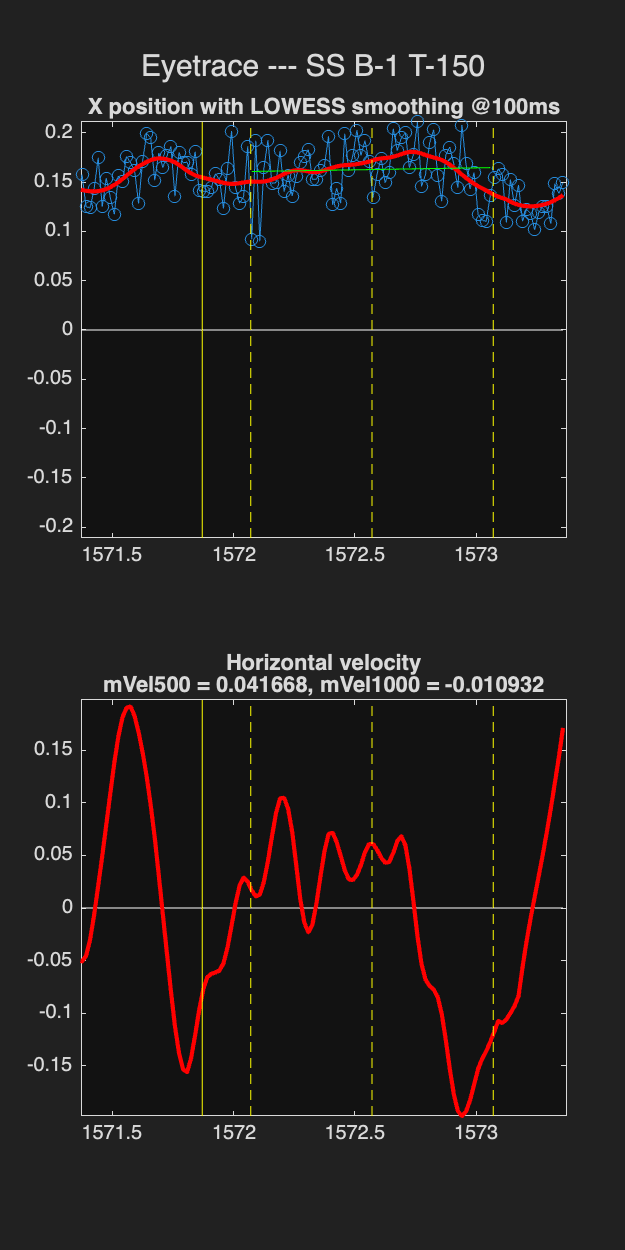 Eyetrace --- SS B-1 T-150
X position with LOWESS smoothing @100ms
0.2
0.15
0.1
0.05
0
-0.05
-0.1
-0.15
-0.2
1571.5 1572 1572.5 1573
Horizontal velocity
mVel500 = 0.041668, mVel1000 = -0.010932
0.15
0.1
0.05
0
-0.05
-0.1
-0.15
1571.5 1572 1572.5 1573